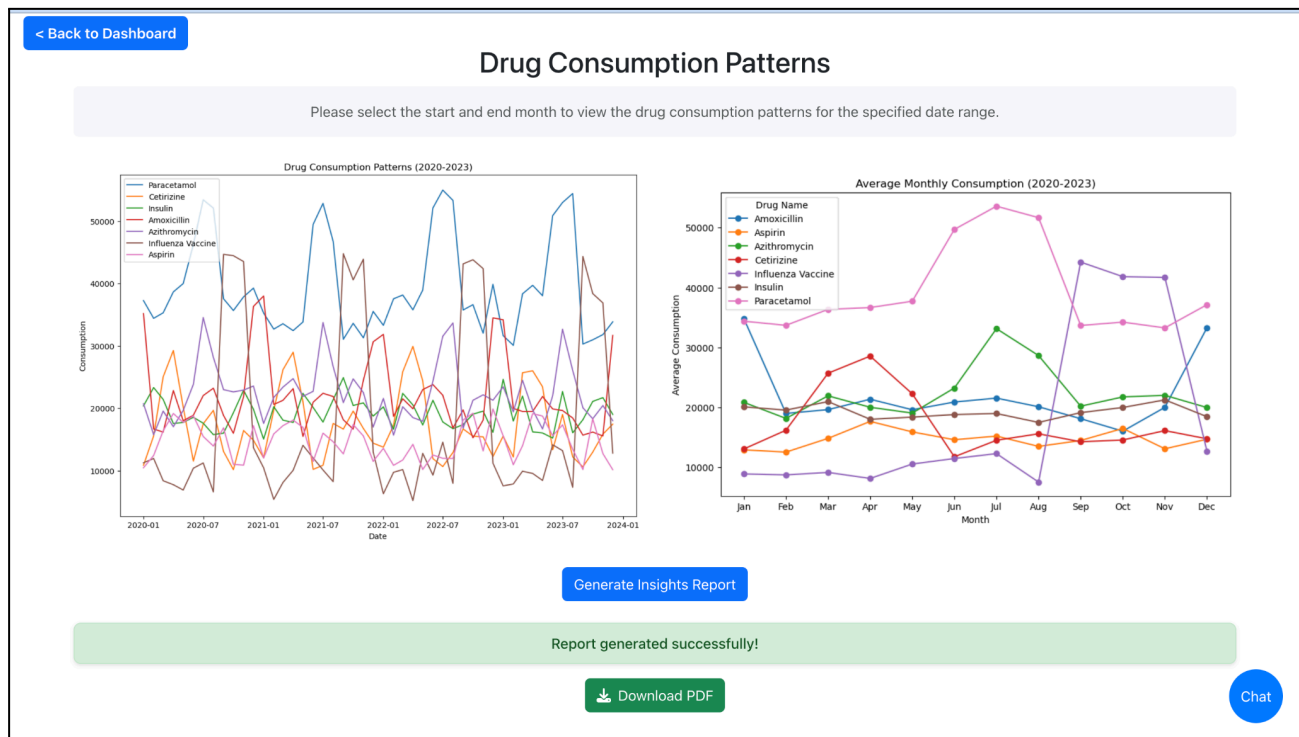 < Back to Dashboard
Drug Consumption Patterns
Please select the start and end month to view the drug consumption patterns for the specified date range.
Drug Consumption Patterns (2020-2023)
Paracetamol
Cetirizine
Insulin
Amoxicillin
Azithromycin
Influenza Vaccine
Aspirin
50000
40000
30000
20000
10000
Consumption
2020-01 2020-07 2021-01 2021-07 2022-01 2022-07 2023-01 2023-07 2024-01
Date
Average Monthly Consumption (2020-2023)
Drug Name
Amoxicillin
Aspirin
Azithromycin
Cetirizine
Influenza Vaccine
Insulin
Paracetamol
50000
40000
30000
20000
10000
Average Consumption
Jan Feb Mar Apr May Jun Jul Aug Sep Oct Nov Dec
Month
Generate Insights Report
Report generated successfully!
Download PDF
Chat